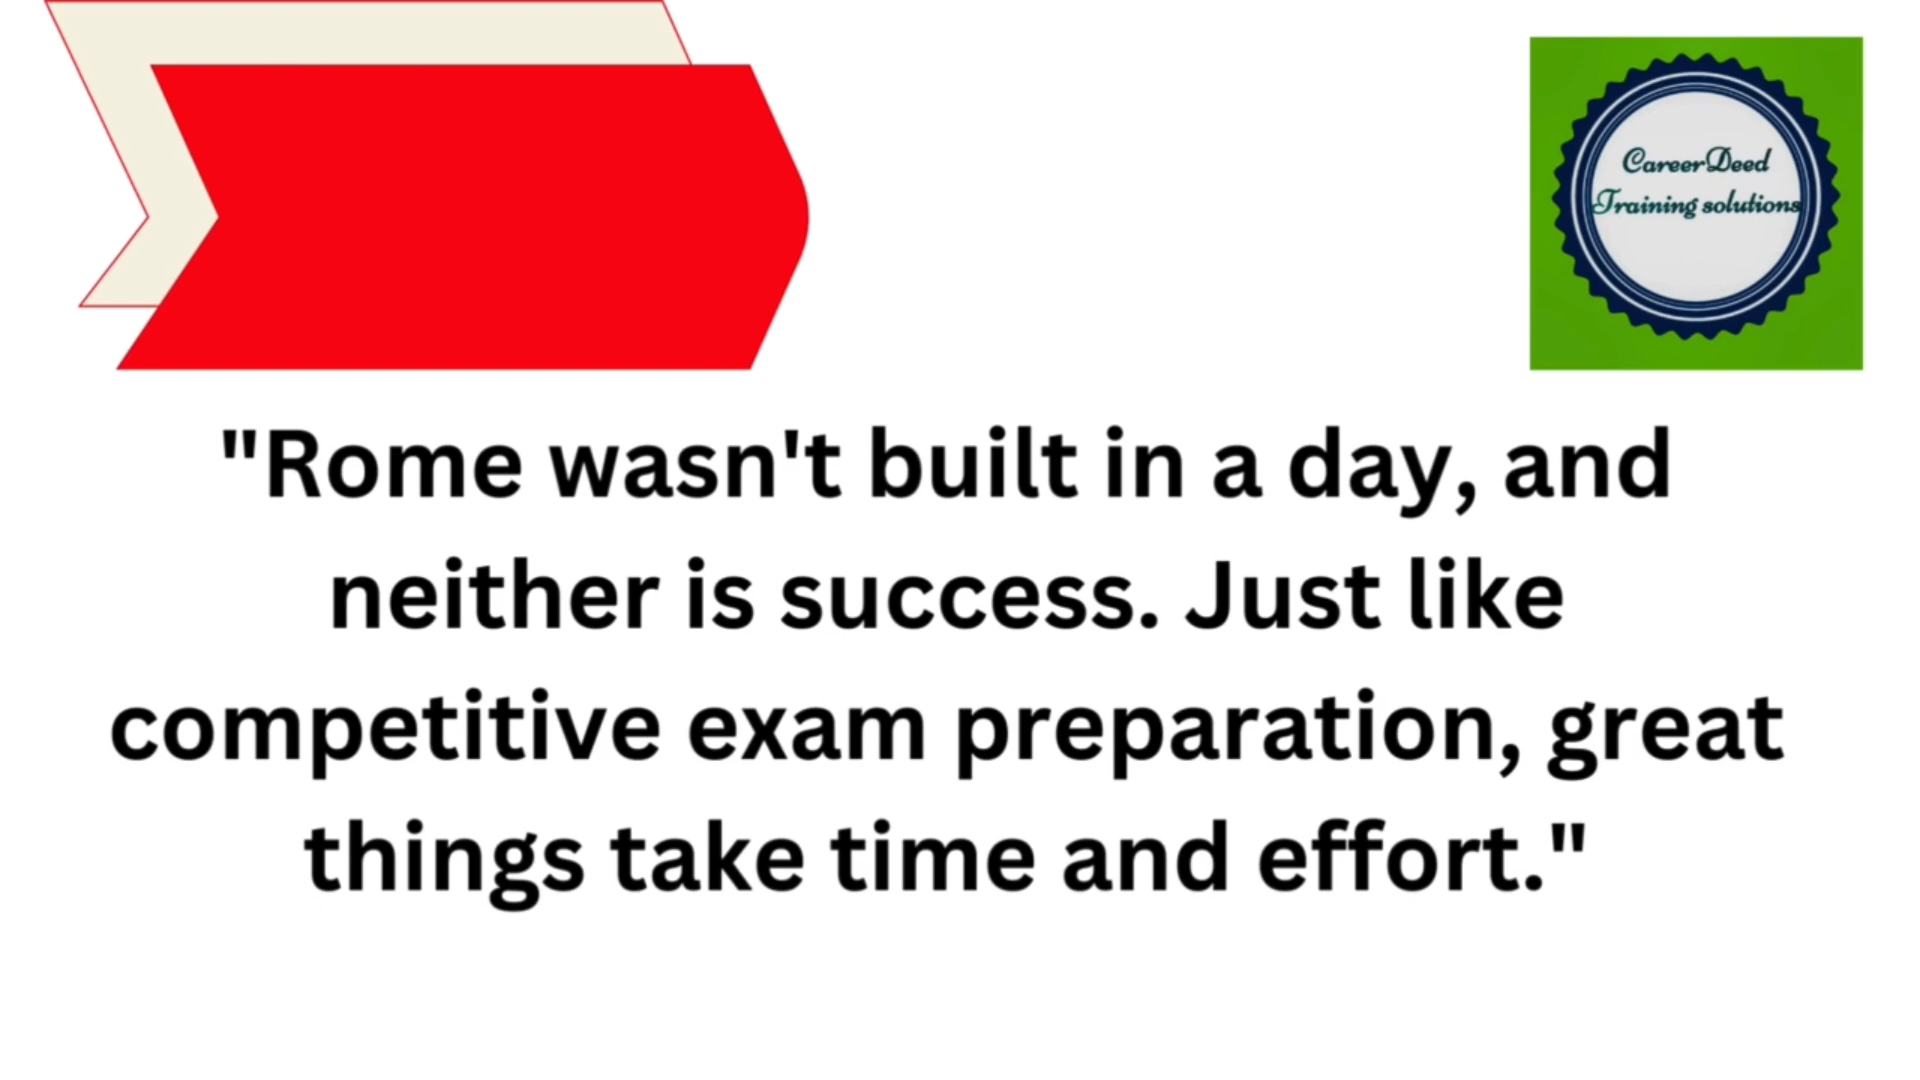 CareerDeed
Training solutions
"Rome wasn't built in a day, and
neither is success. Just like
competitive exam preparation, great
things take time and effort."